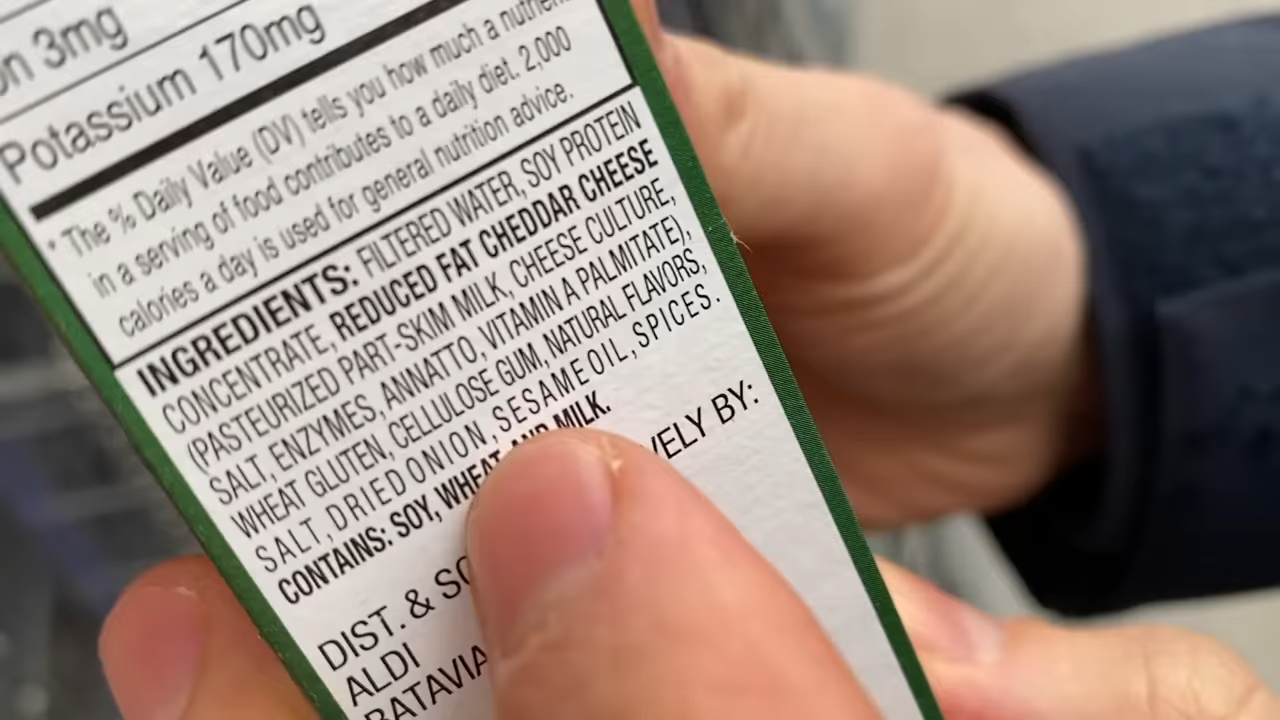 on 3mg
Potassium 170mg
* The % Daily Value (DV) tells you how much a nutrient
in a serving of food contributes to a daily diet. 2,000
calories a day is used for general nutrition advice.
INGREDIENTS: FILTERED WATER, SOY PROTEIN
CONCENTRATE, REDUCED FAT CHEDDAR CHEESE
(PASTEURIZED PART-SKIM MILK, CHEESE CULTURE,
SALT, ENZYMES, ANNATTO, VITAMIN A PALMITATE),
WHEAT GLUTEN, CELLULOSE GUM, NATURAL FLAVORS,
SALT, DRIED ONION, SESAME OIL, SPICES.
CONTAINS: SOY, WHEAT AND MILK.
DIST. & SO VELY BY:
ALDI
BATAVIA